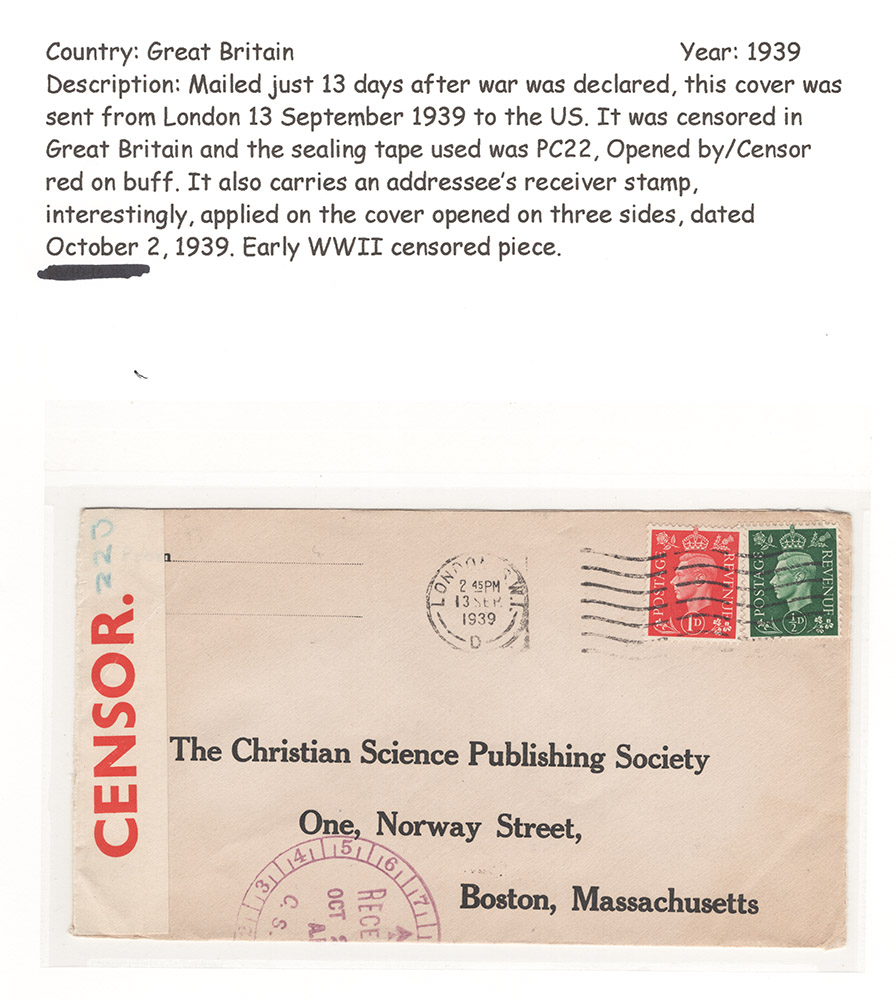 Country: Great Britain Year: 1939
Description: Mailed just 13 days after war was declared, this cover was
sent from London 13 September 1939 to the US. It was censored in
Great Britain and the sealing tape used was PC22, Opened by/Censor
red on buff. It also carries an addressee's receiver stamp,
interestingly, applied on the cover opened on three sides, dated
October 2, 1939. Early WWII censored piece.
CENSOR.
220
LONDON S.W.1.
2 45PM
13 SEP
1939
D
POSTAGE REVENUE
1D
POSTAGE REVENUE
½D
The Christian Science Publishing Society
One, Norway Street,
Boston, Massachusetts
3 4 5 6 7
RECE
OCT
C. S.